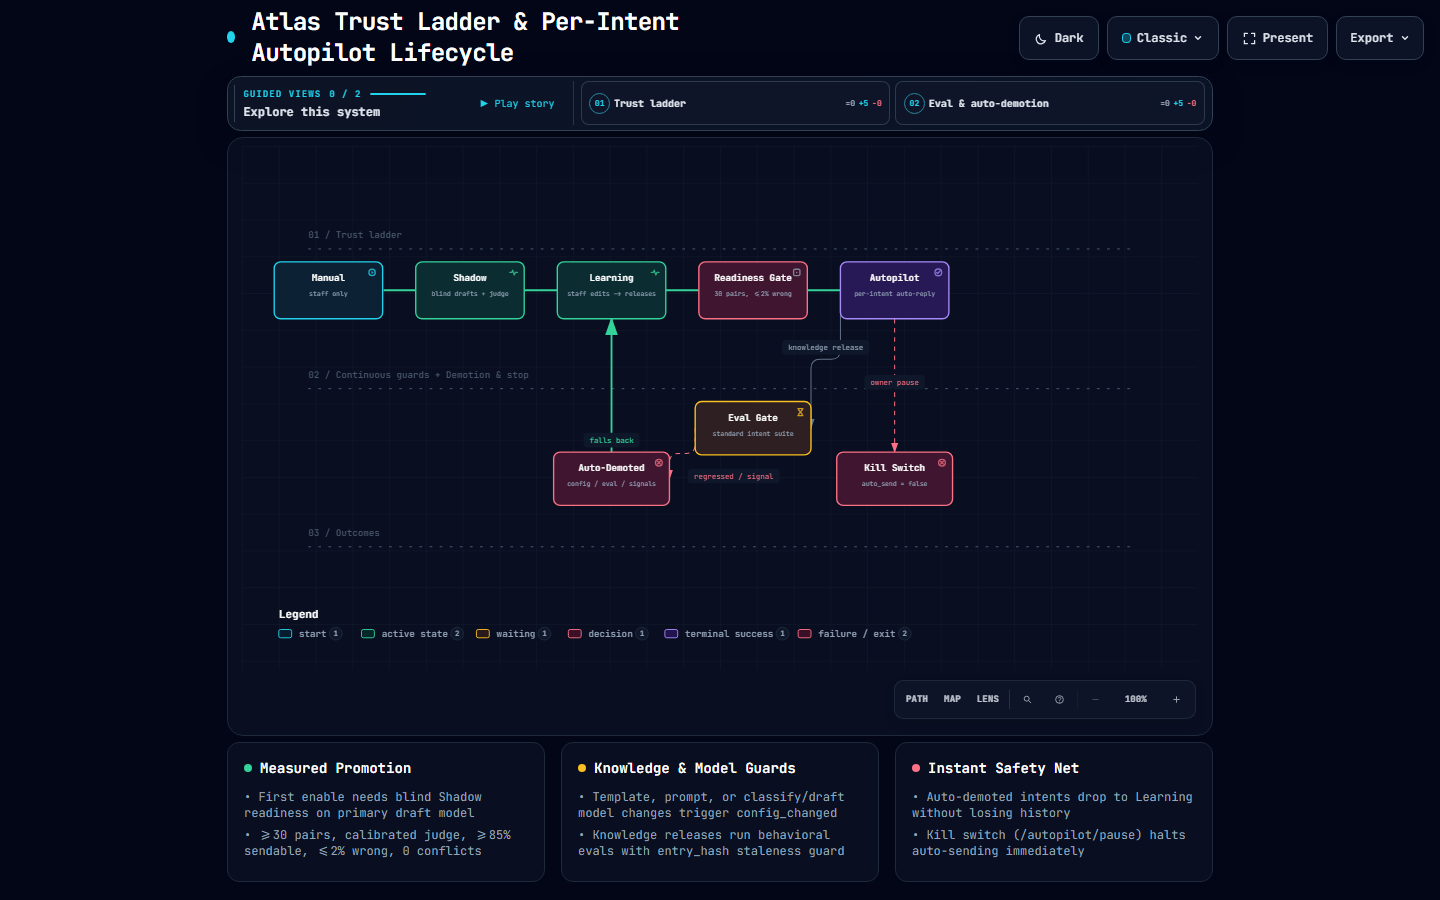 Atlas Trust Ladder & Per-Intent
Autopilot Lifecycle
Dark
Classic
Present
Export
GUIDED VIEWS 0 / 2
Explore this system
Play story
01 Trust ladder =0 +5 -0
02 Eval & auto-demotion =0 +5 -0
01 / Trust ladder
Manual
staff only
Shadow
blind drafts + judge
Learning
staff edits → releases
Readiness Gate
30 pairs, ≤2% wrong
Autopilot
per-intent auto-reply
knowledge release
02 / Continuous guards + Demotion & stop
owner pause
Eval Gate
standard intent suite
falls back
Auto-Demoted
config / eval / signals
regressed / signal
Kill Switch
auto_send = false
03 / Outcomes
Legend
start 1
active state 2
waiting 1
decision 1
terminal success 1
failure / exit 2
PATH MAP LENS − 100% +
Measured Promotion
• First enable needs blind Shadow
readiness on primary draft model
• ≥30 pairs, calibrated judge, ≥85%
sendable, ≤2% wrong, 0 conflicts
Knowledge & Model Guards
• Template, prompt, or classify/draft
model changes trigger config_changed
• Knowledge releases run behavioral
evals with entry_hash staleness guard
Instant Safety Net
• Auto-demoted intents drop to Learning
without losing history
• Kill switch (/autopilot/pause) halts
auto-sending immediately